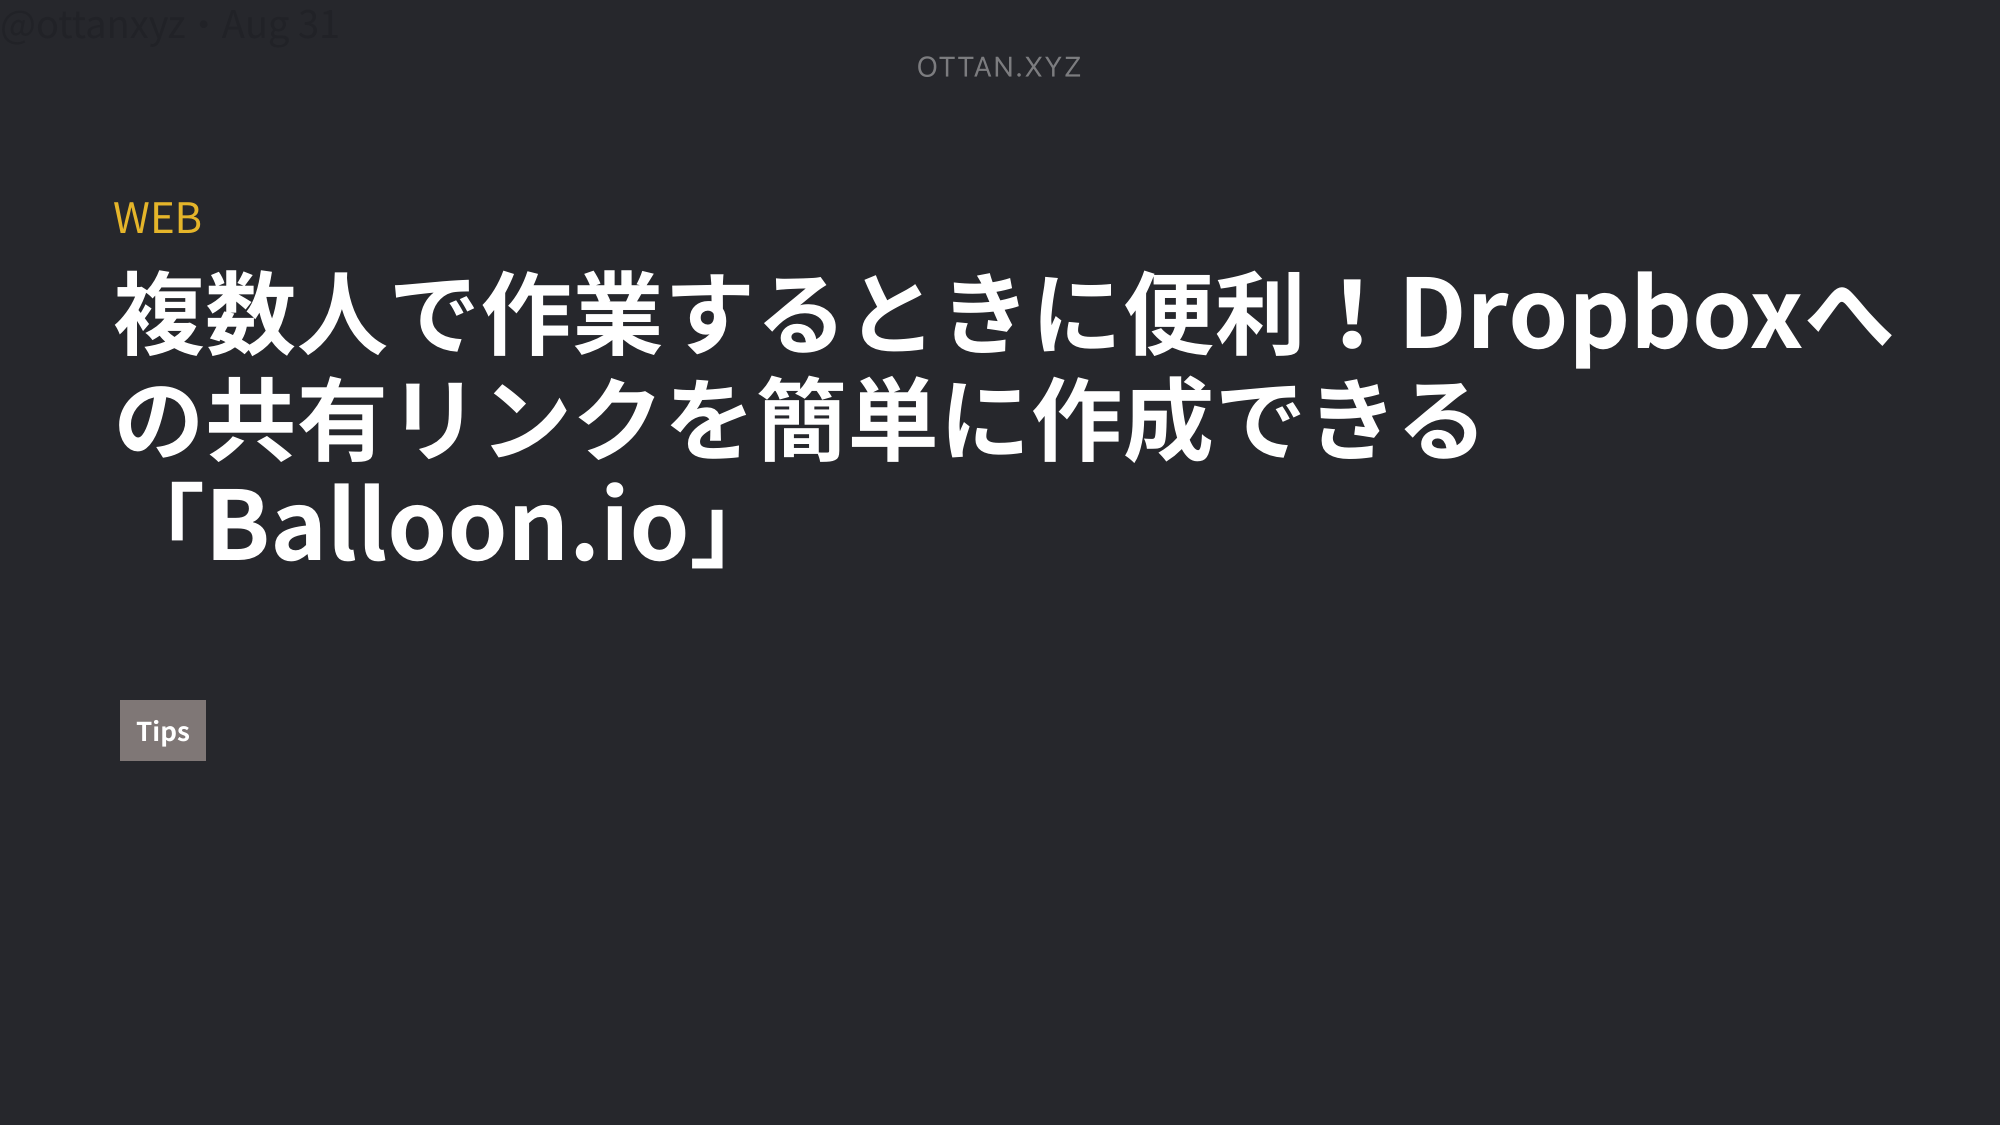 @ottanxyz・Aug 31
OTTAN.XYZ
WEB
複数人で作業するときに便利！Dropboxへ
の共有リンクを簡単に作成できる
「Balloon.io」
Tips